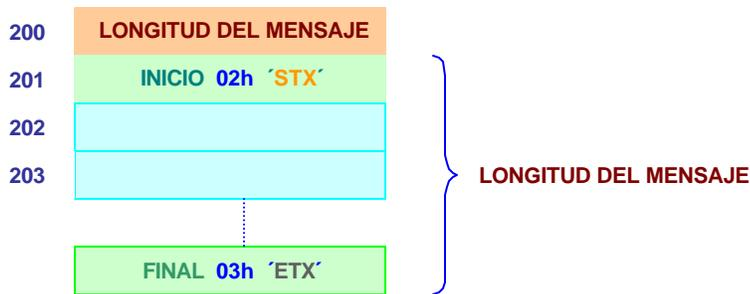 200 LONGITUD DEL MENSAJE
201 INICIO 02h ´STX´
202
203 LONGITUD DEL MENSAJE
FINAL 03h ´ETX´